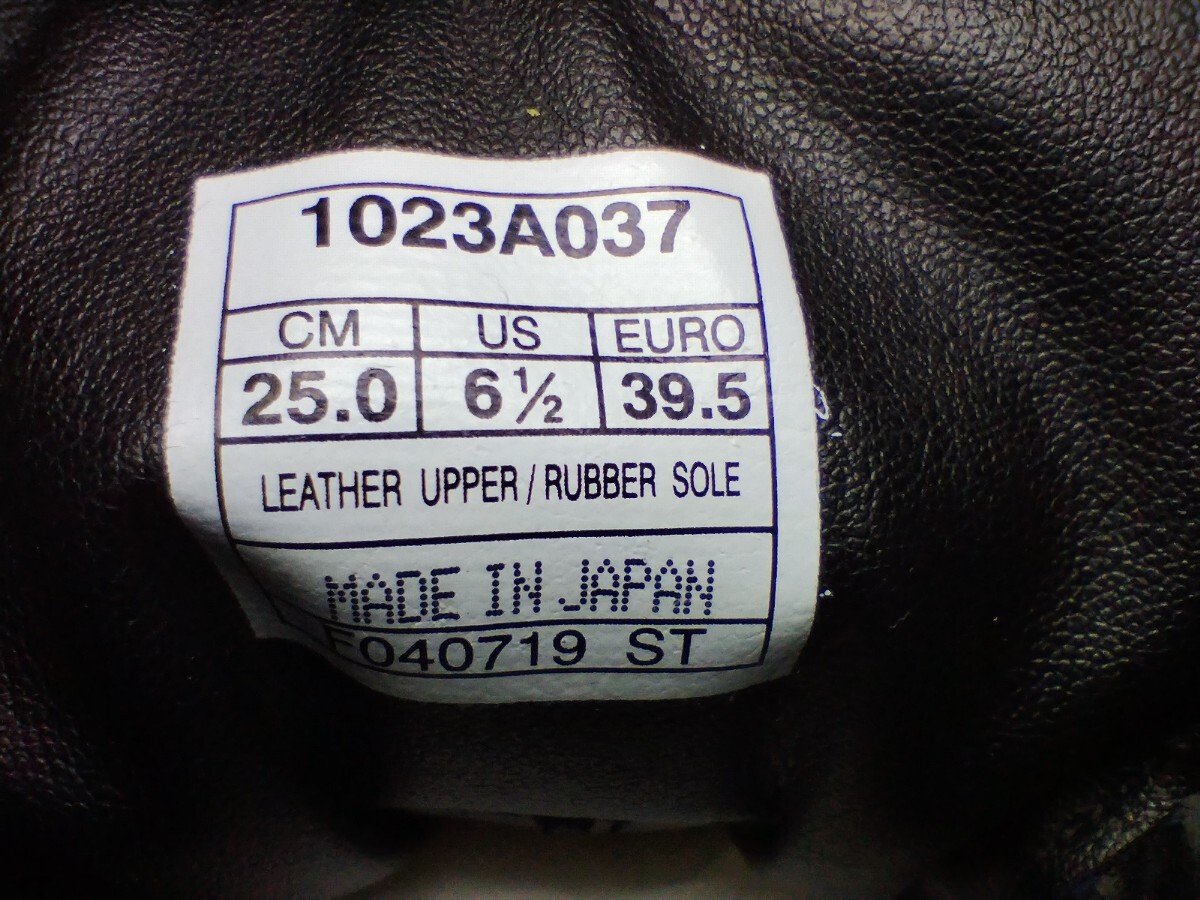 1023A037
CM US EURO
25.0 6½ 39.5
LEATHER UPPER / RUBBER SOLE
MADE IN JAPAN
F040719 ST